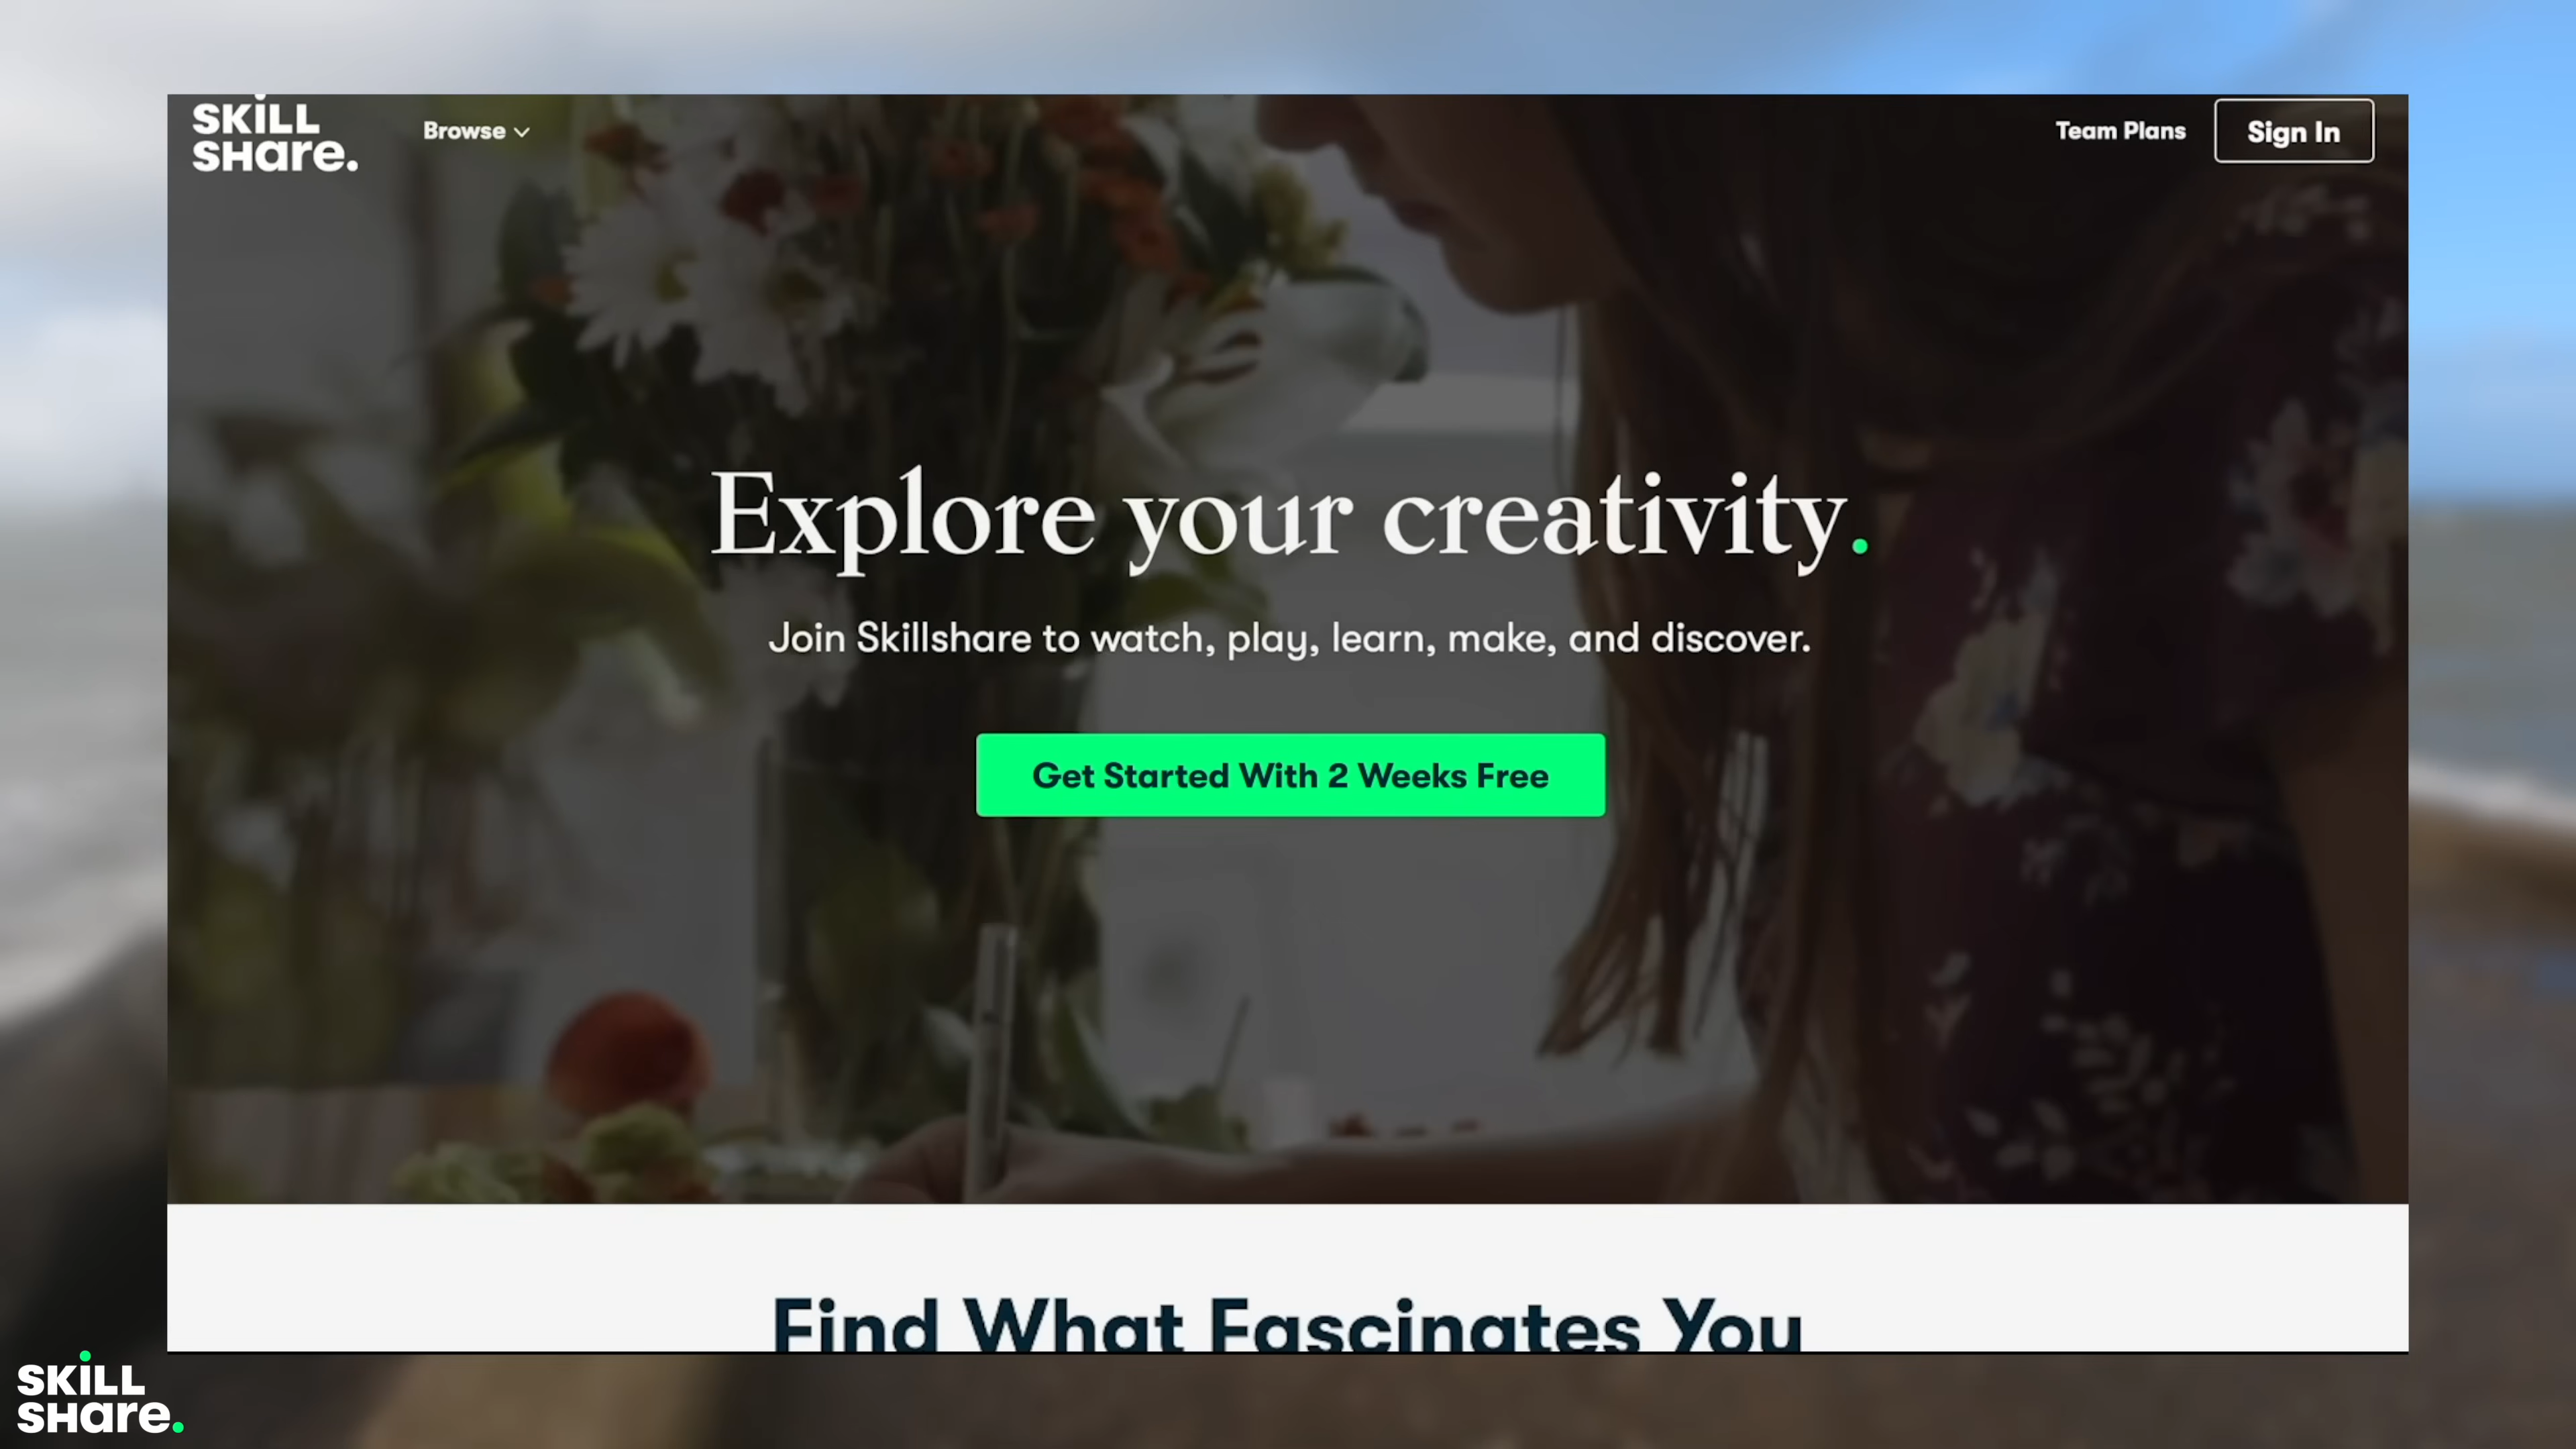 SKILL
SHare.
Browse
Team Plans
Sign In
Explore your creativity.
Join Skillshare to watch, play, learn, make, and discover.
Get Started With 2 Weeks Free
Find What Fascinates You
SKiLL
SHare.